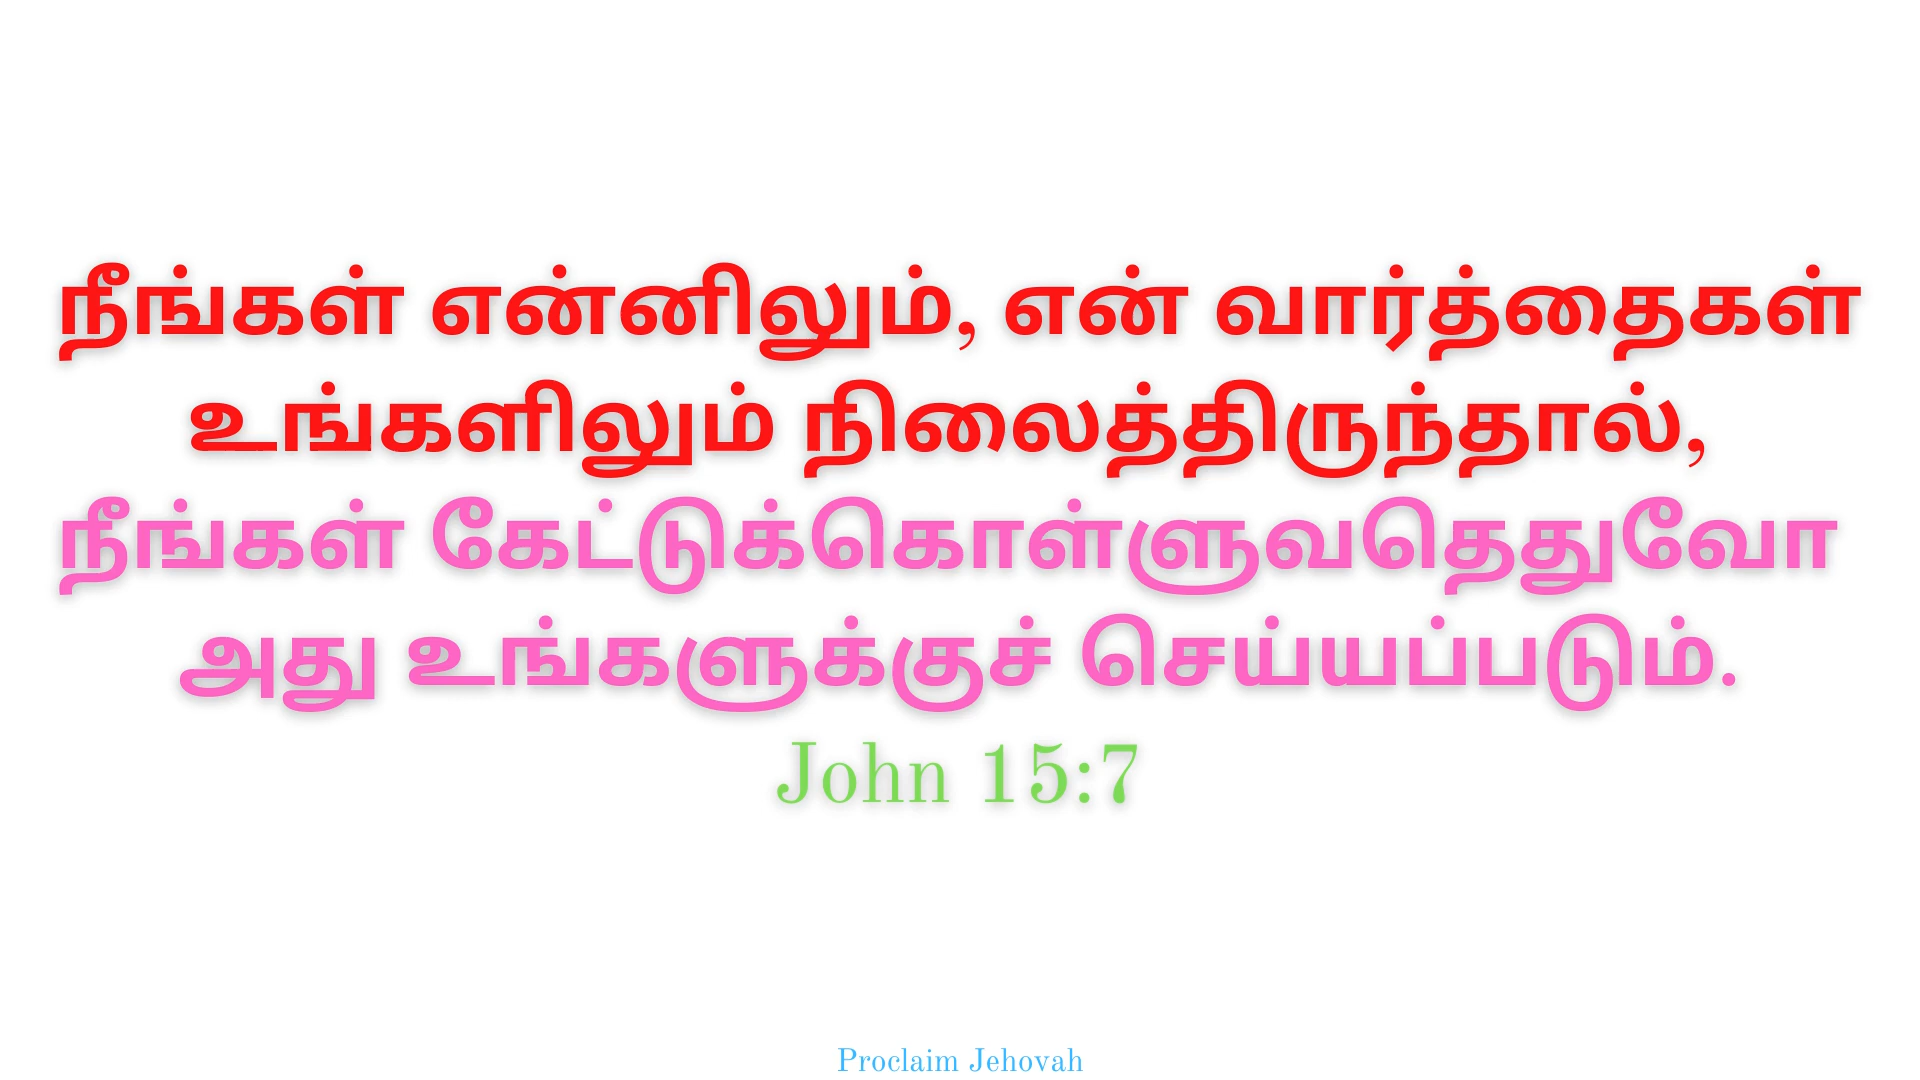 நீங்கள் என்னிலும், என் வார்த்தைகள்
உங்களிலும் நிலைத்திருந்தால்,
நீங்கள் கேட்டுக்கொள்ளுவதெதுவோ
அது உங்களுக்குச் செய்யப்படும்.
John 15:7
Proclaim Jehovah